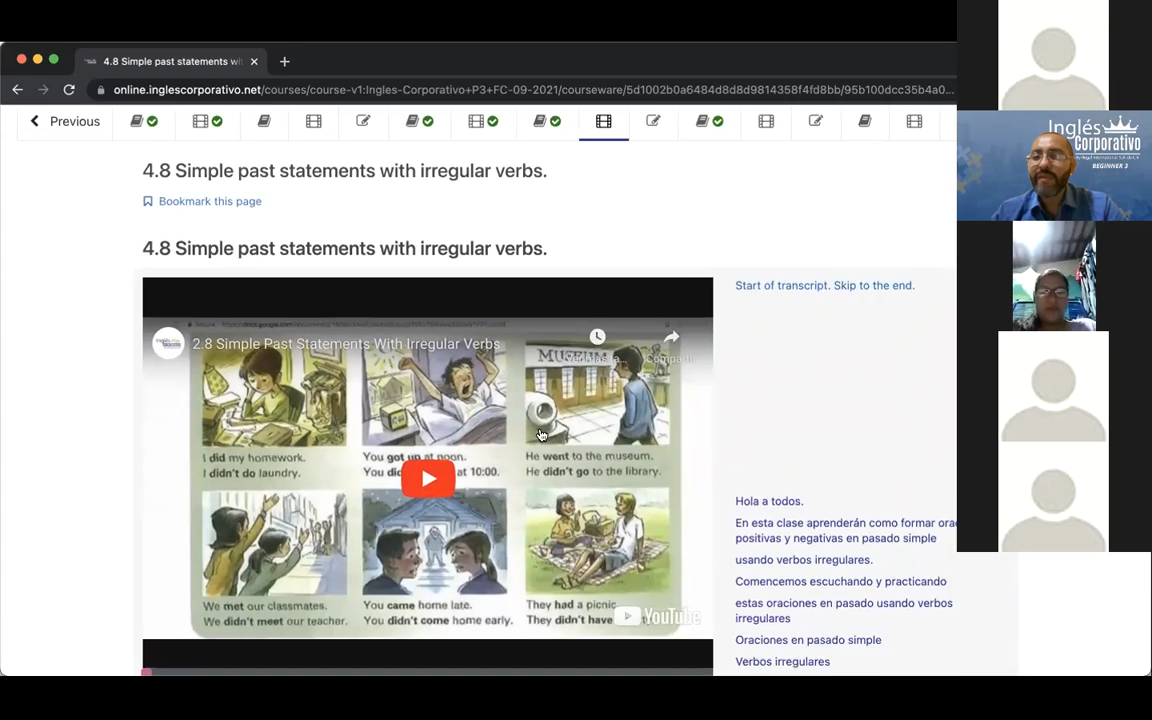 4.8 Simple past statements wit
online.inglescorporativo.net/courses/course-v1:Ingles-Corporativo+P3+FC-09-2021/courseware/5d1002b0a6484d8d8d9814358f4fd8bb/95b100dcc35b4a0...
Previous
4.8 Simple past statements with irregular verbs.
Bookmark this page
4.8 Simple past statements with irregular verbs.
Start of transcript. Skip to the end.
2.8 Simple Past Statements With Irregular Verbs
MUSEUM
I did my homework.
I didn't do laundry.
You got up at noon.
at 10:00.
He went to the museum.
He didn't go to the library.
We met our classmates.
We didn't meet our teacher.
You came home late.
You didn't come home early.
They had a picnic
They didn't have
YouTube
Hola a todos.
En esta clase aprenderán como formar
positivas y negativas en pasado simple
usando verbos irregulares.
Comencemos escuchando y practicando
estas oraciones en pasado usando verbos
irregulares
Oraciones en pasado simple
Verbos irregulares
Inglés
Corporativo
BEGINNER 3